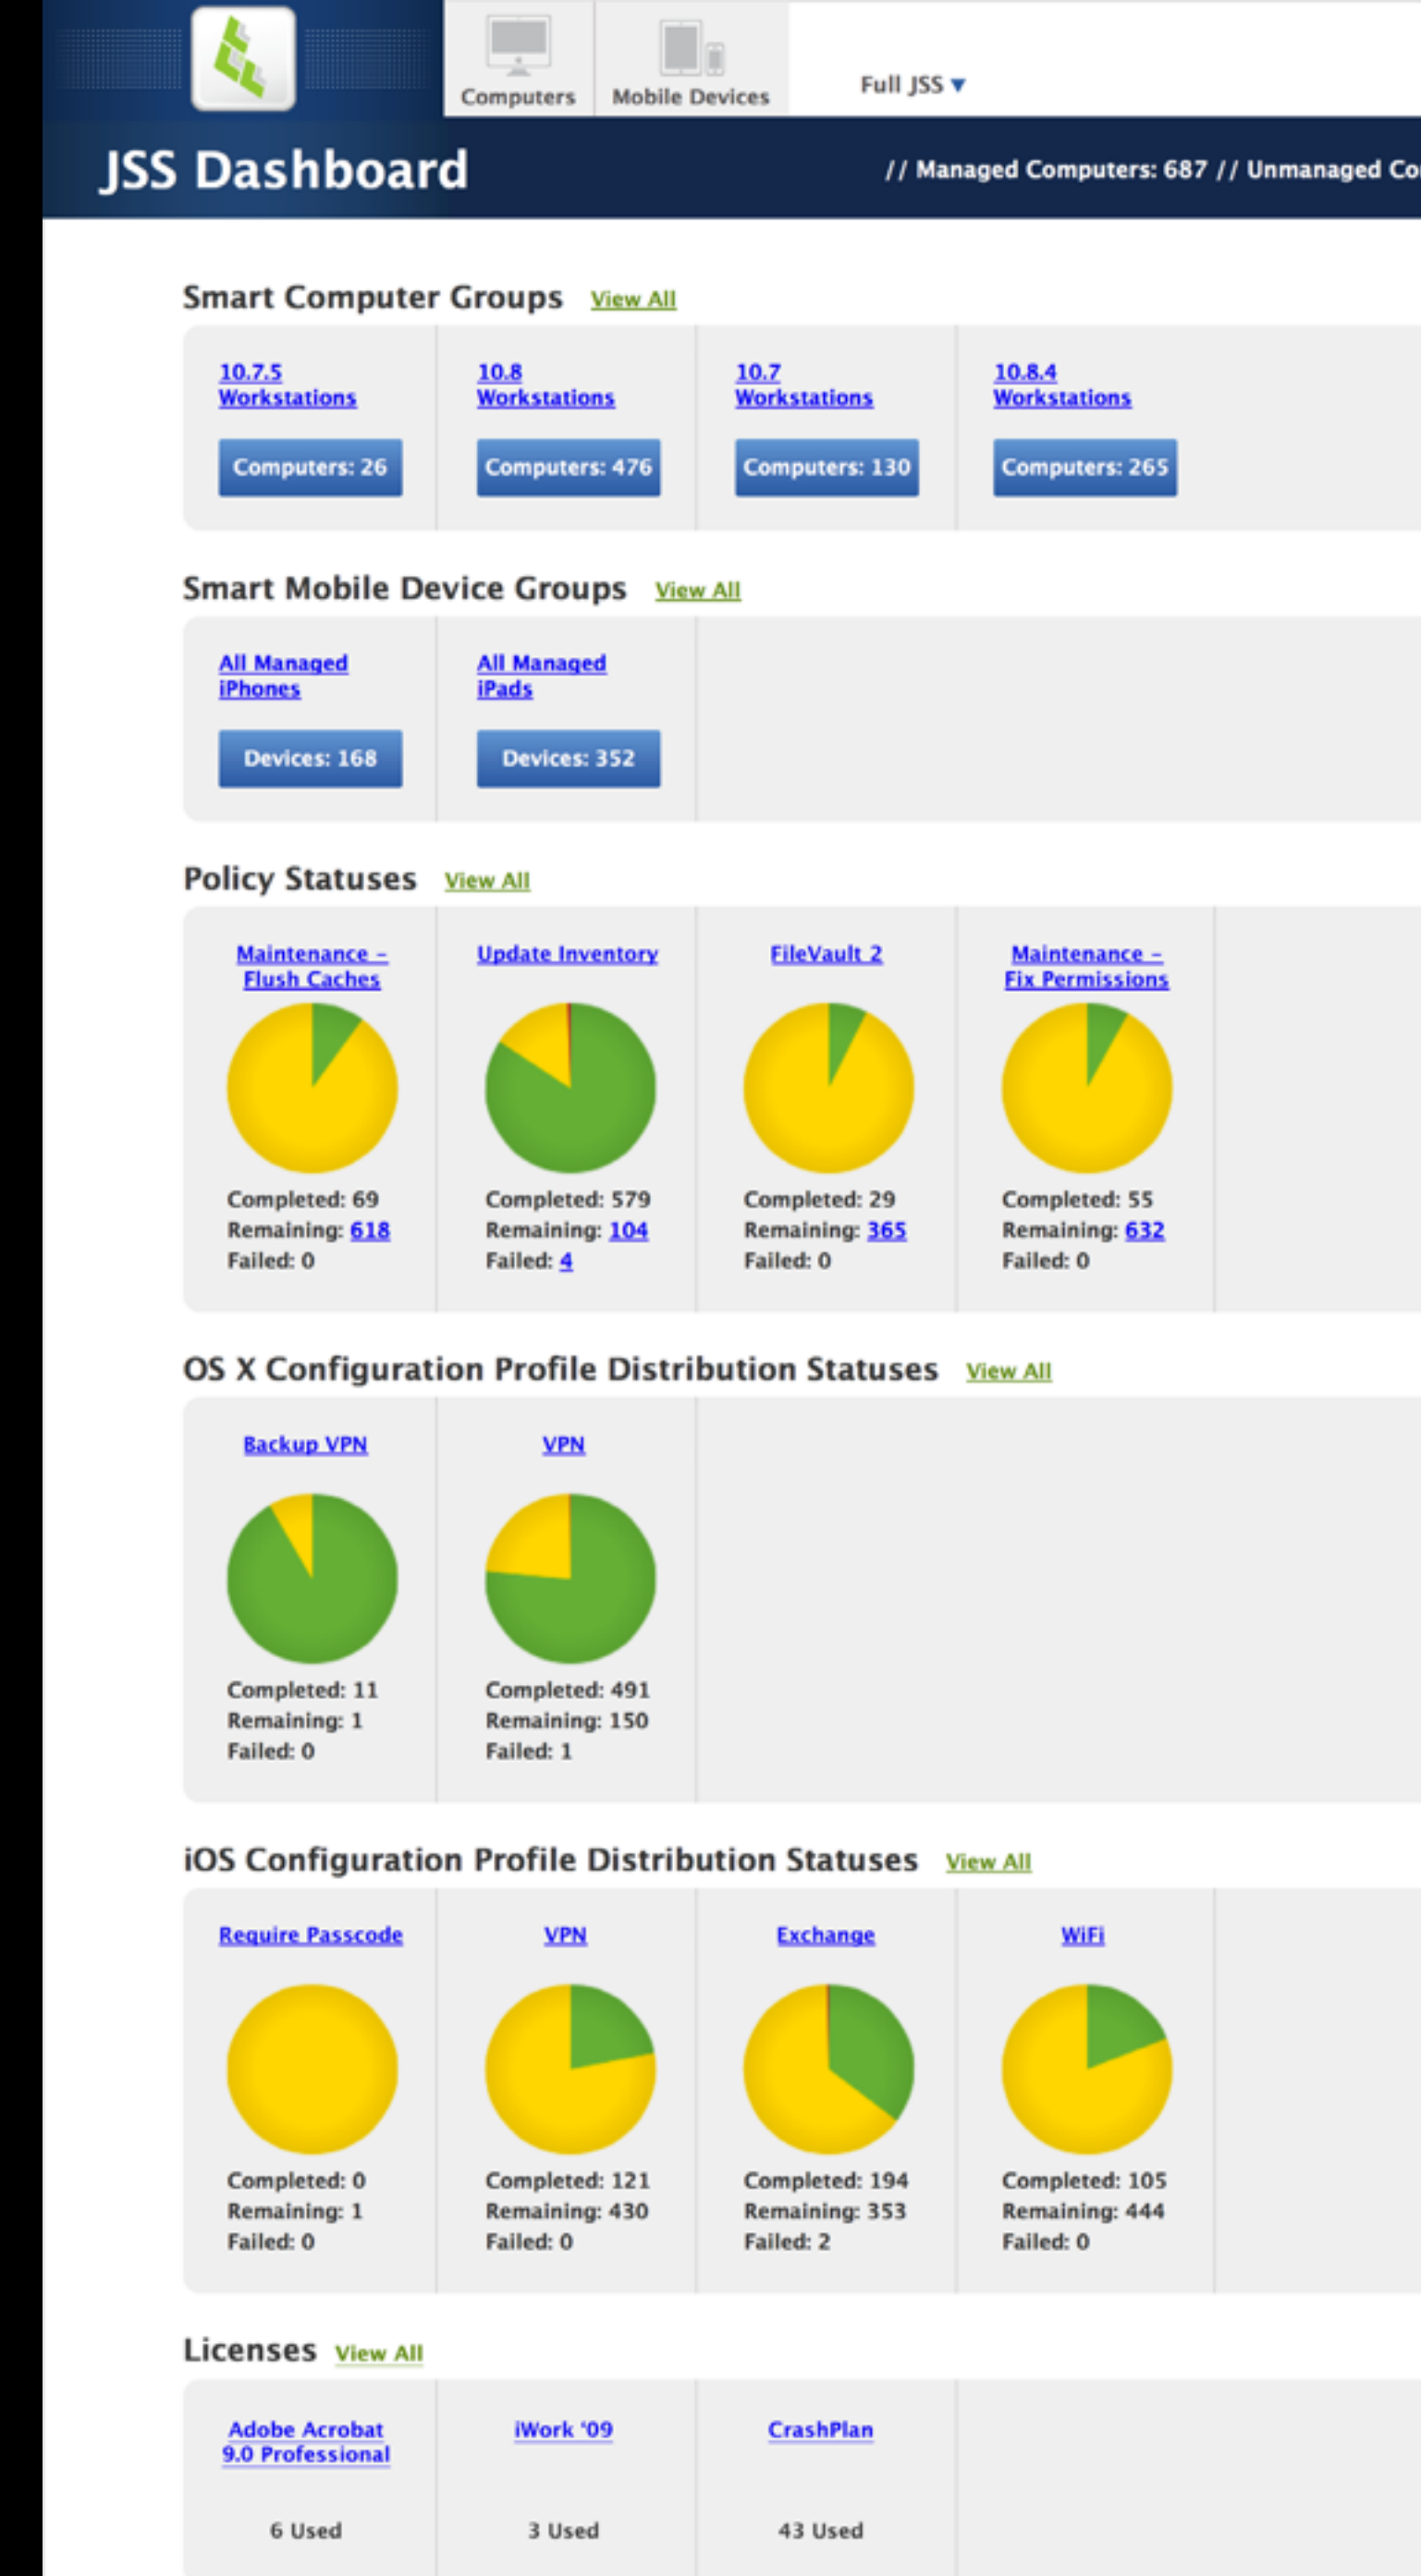 Computers Mobile Devices Full JSS ▼
JSS Dashboard // Managed Computers: 687 // Unmanaged Co
Smart Computer Groups View All
10.7.5 10.8 10.7 10.8.4
Workstations Workstations Workstations Workstations
Computers: 26 Computers: 476 Computers: 130 Computers: 265
Smart Mobile Device Groups View All
All Managed All Managed
iPhones iPads
Devices: 168 Devices: 352
Policy Statuses View All
Maintenance – Update Inventory FileVault 2 Maintenance –
Flush Caches Fix Permissions
Completed: 69 Completed: 579 Completed: 29 Completed: 55
Remaining: 618 Remaining: 104 Remaining: 365 Remaining: 632
Failed: 0 Failed: 4 Failed: 0 Failed: 0
OS X Configuration Profile Distribution Statuses View All
Backup VPN VPN
Completed: 11 Completed: 491
Remaining: 1 Remaining: 150
Failed: 0 Failed: 1
iOS Configuration Profile Distribution Statuses View All
Require Passcode VPN Exchange WiFi
Completed: 0 Completed: 121 Completed: 194 Completed: 105
Remaining: 1 Remaining: 430 Remaining: 353 Remaining: 444
Failed: 0 Failed: 0 Failed: 2 Failed: 0
Licenses View All
Adobe Acrobat iWork '09 CrashPlan
9.0 Professional
6 Used 3 Used 43 Used